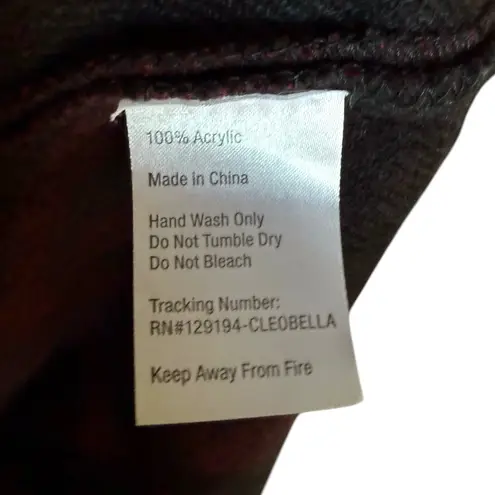 100% Acrylic
Made in China
Hand Wash Only
Do Not Tumble Dry
Do Not Bleach
Tracking Number:
RN#129194-CLEOBELLA
Keep Away From Fire